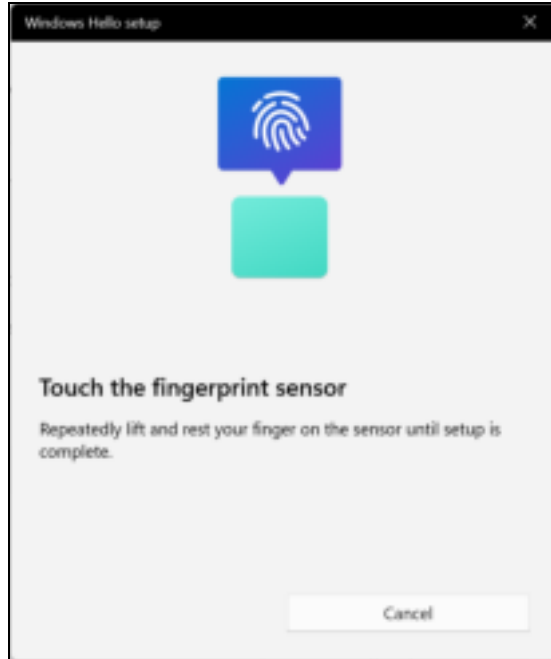 Windows Hello setup
Touch the fingerprint sensor
Repeatedly lift and rest your finger on the sensor until setup is
complete.
Cancel